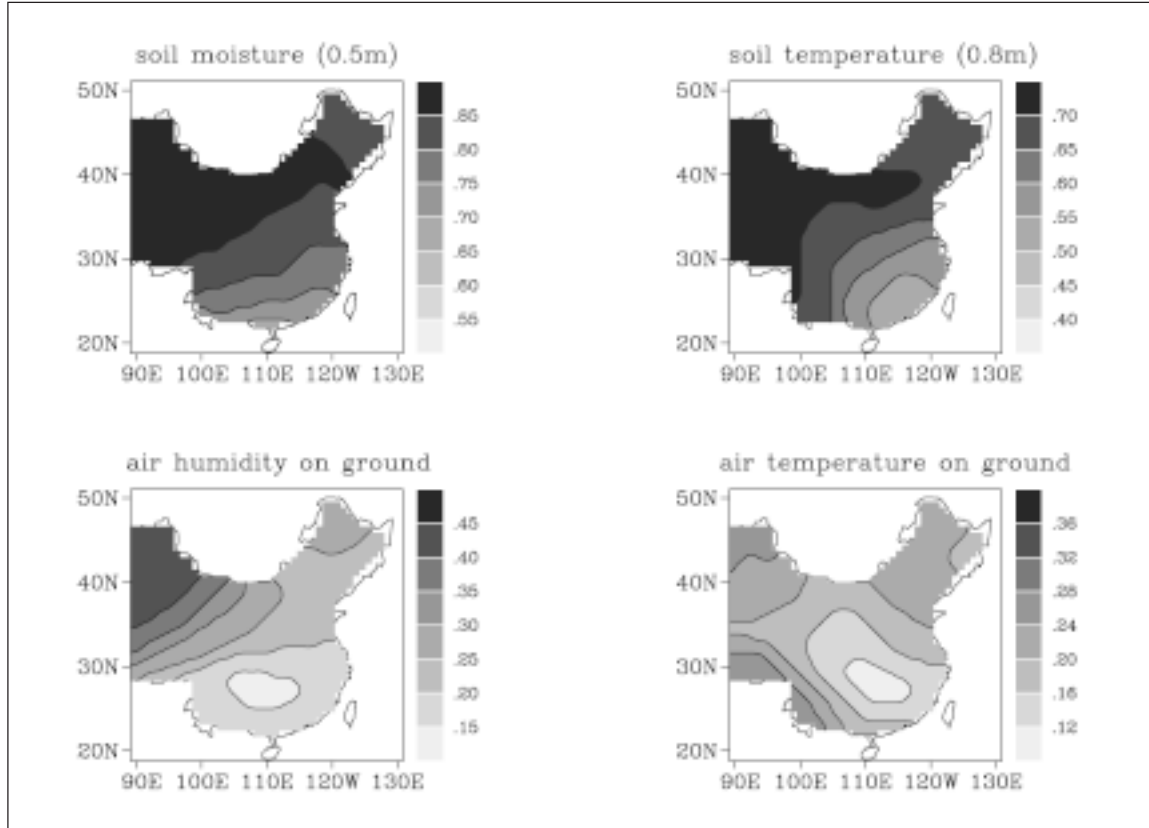 soil moisture (0.5m)
50N
40N
30N
20N
90E 100E 110E 120W 130E
.85
.80
.75
.70
.65
.60
.55
soil temperature (0.8m)
50N
40N
30N
20N
90E 100E 110E 120W 130E
.70
.65
.60
.55
.50
.45
.40
air humidity on ground
50N
40N
30N
20N
90E 100E 110E 120W 130E
.45
.40
.35
.30
.25
.20
.15
air temperature on ground
50N
40N
30N
20N
90E 100E 110E 120W 130E
.36
.32
.28
.24
.20
.16
.12